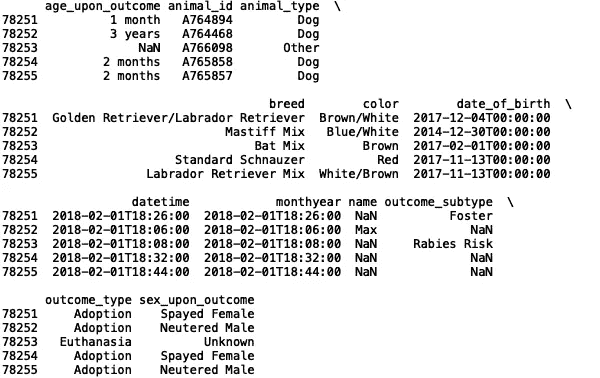 age_upon_outcome animal_id animal_type  \
78251          1 month   A764894         Dog
78252          3 years   A764468         Dog
78253              NaN   A766098       Other
78254         2 months   A765858         Dog
78255         2 months   A765857         Dog
                                     breed        color        date_of_birth  \
78251  Golden Retriever/Labrador Retriever  Brown/White  2017-12-04T00:00:00
78252                          Mastiff Mix   Blue/White  2014-12-30T00:00:00
78253                              Bat Mix        Brown  2017-02-01T00:00:00
78254                   Standard Schnauzer          Red  2017-11-13T00:00:00
78255               Labrador Retriever Mix  White/Brown  2017-11-13T00:00:00
                  datetime            monthyear name outcome_subtype  \
78251  2018-02-01T18:26:00  2018-02-01T18:26:00  NaN          Foster
78252  2018-02-01T18:06:00  2018-02-01T18:06:00  Max             NaN
78253  2018-02-01T18:08:00  2018-02-01T18:08:00  NaN     Rabies Risk
78254  2018-02-01T18:32:00  2018-02-01T18:32:00  NaN             NaN
78255  2018-02-01T18:44:00  2018-02-01T18:44:00  NaN             NaN
      outcome_type sex_upon_outcome
78251     Adoption    Spayed Female
78252     Adoption    Neutered Male
78253   Euthanasia          Unknown
78254     Adoption    Spayed Female
78255     Adoption    Neutered Male